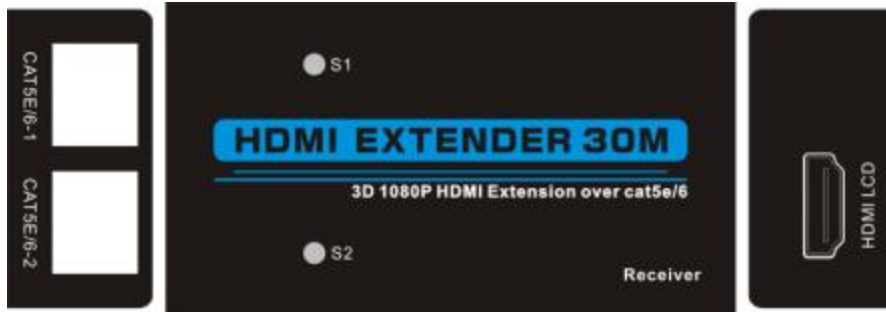 CAT5E/6-1
CAT5E/6-2
S1
HDMI EXTENDER 30M
3D 1080P HDMI Extension over cat5e/6
S2
Receiver
HDMI LCD